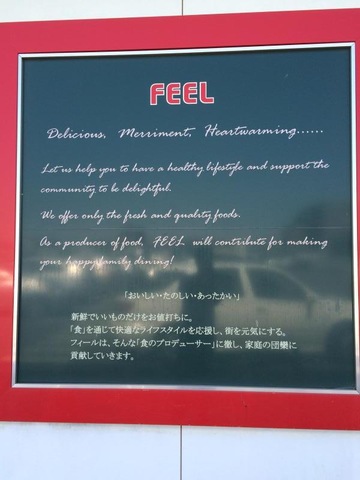 FEEL
Delicious, Merriment, Heartwarming......
Let us help you to have a healthy lifestyle and support the
community to be delightful.
We offer only the fresh and quality foods.
As a producer of food, FEEL will contribute for making
your happyfamily dining!
「おいしい・たのしい・あったかい」
新鮮でいいものだけをお値打ちに。
「食」を通じて快適なライフスタイルを応援し、街を元気にする。
フィールは、そんな「食のプロデューサー」に徹し、家庭の団欒に
貢献していきます。